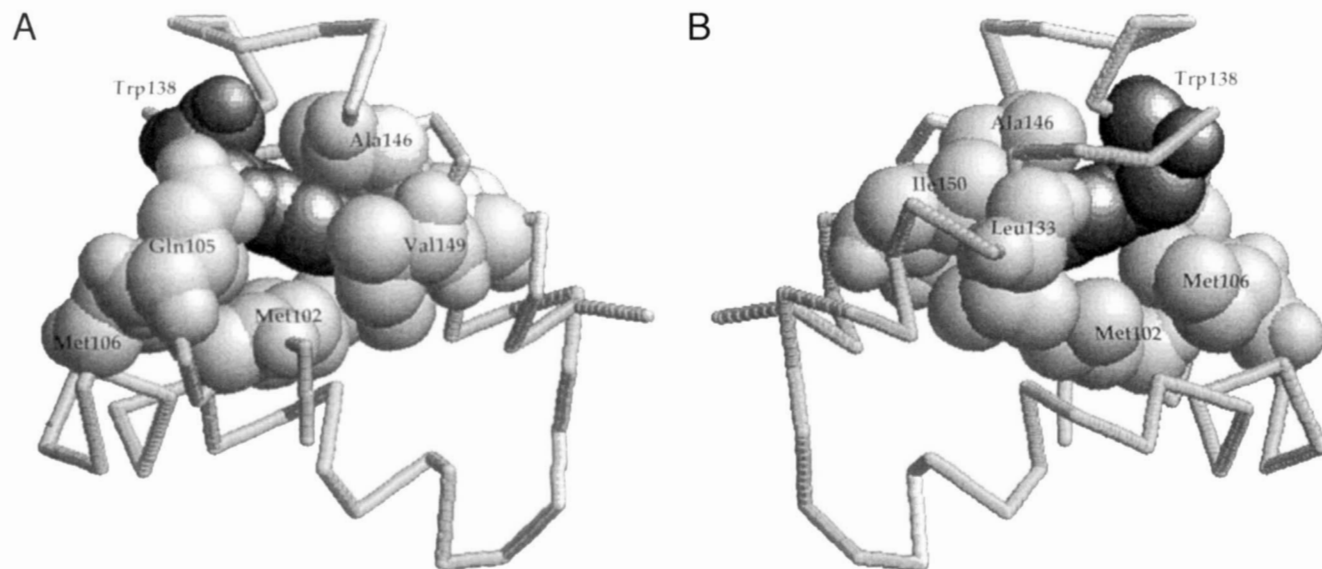 A
Trp138
Ala146
Gln105
Val149
Met102
Met106
B
Trp138
Ala146
Ile150
Leu133
Met106
Met102